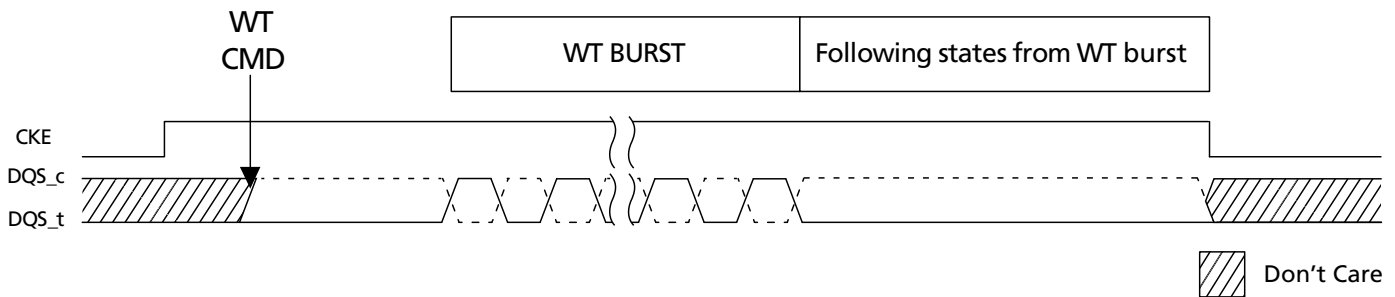 WT
CMD
WT BURST
Following states from WT burst
CKE
DQS_c
DQS_t
Don't Care